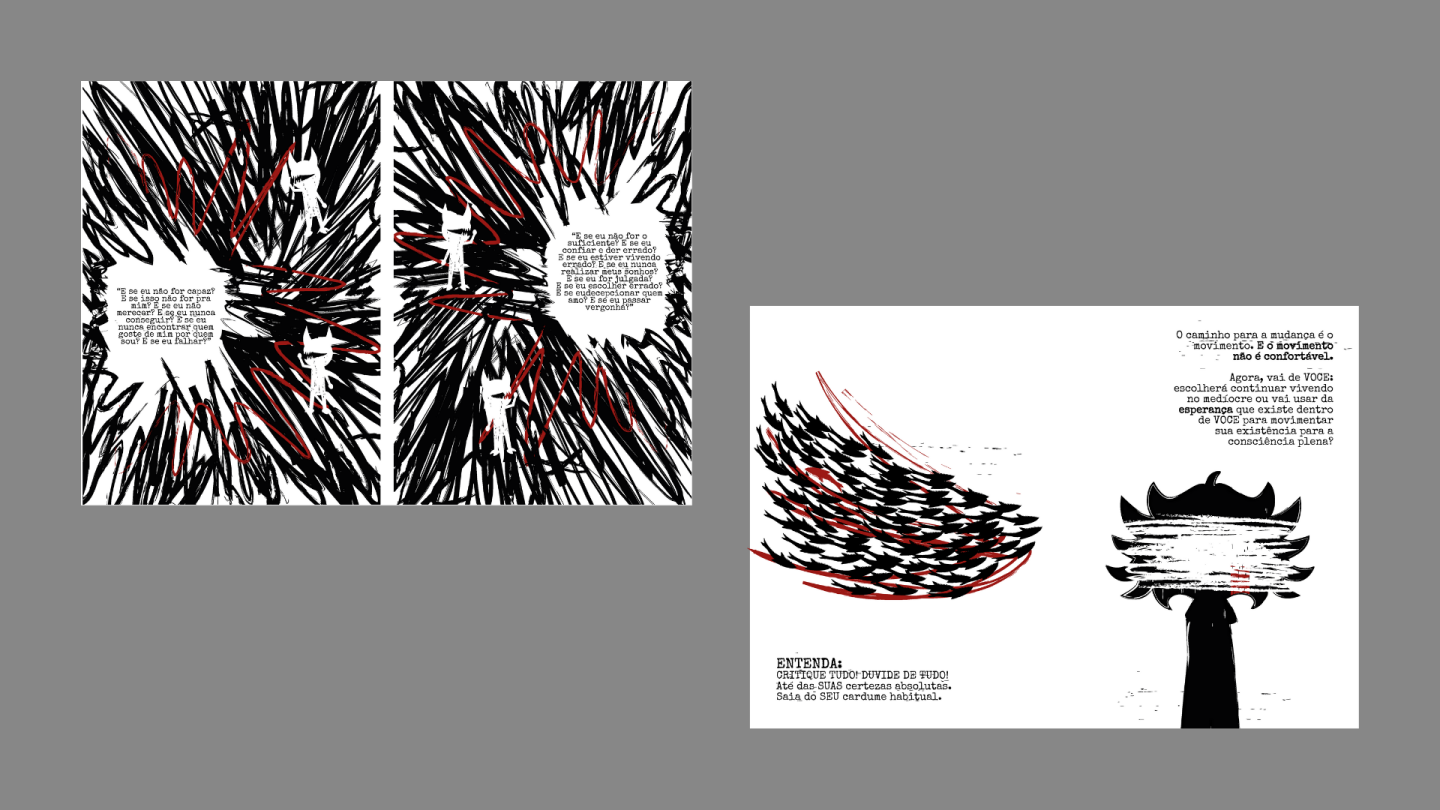 "E se eu não for capaz?
E se isso não for pra
mim? E se eu não
merecer? E se eu nunca
conseguir? E se eu
nunca encontrar quem
goste de mim por quem
sou? E se eu falhar?"
"E se eu não for o
suficiente? E se eu
confiar e der errado?
E se eu estiver vivendo
errado? E se eu nunca
realizar meus sonhos?
E se eu for julgada?
E se eu escolher errado?
E se eudecepcionar quem
amo? E se eu passar
vergonha?"
O caminho para a mudança é o
movimento. E o movimento
não é confortável.
Agora, vai de VOCE:
escolherá continuar vivendo
no medíocre ou vai usar da
esperança que existe dentro
de VOCE para movimentar
sua existência para a
consciência plena?
ENTENDA:
CRITIQUE TUDO! DUVIDE DE TUDO!
Até das SUAS certezas absolutas.
Saia do SEU cardume habitual.